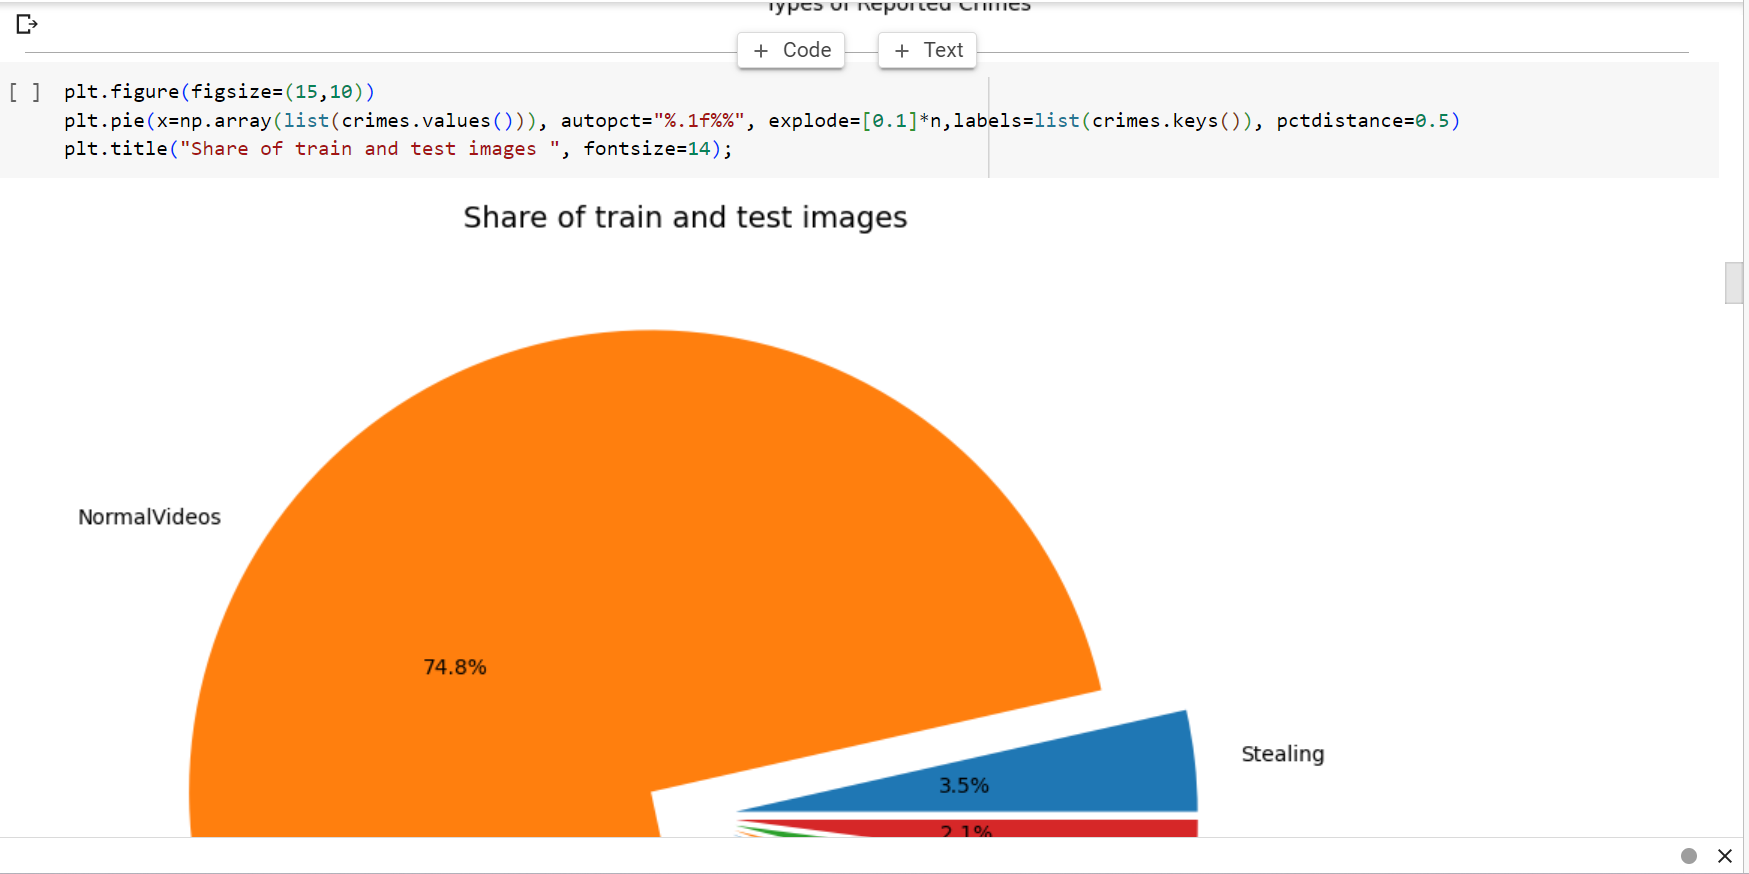 Types of Reported Crimes
+ Code + Text
[ ] plt.figure(figsize=(15,10))
plt.pie(x=np.array(list(crimes.values())), autopct="%.1f%%", explode=[0.1]*n,labels=list(crimes.keys()), pctdistance=0.5)
plt.title("Share of train and test images ", fontsize=14);
Share of train and test images
NormalVideos
74.8%
Stealing
3.5%
2.1%